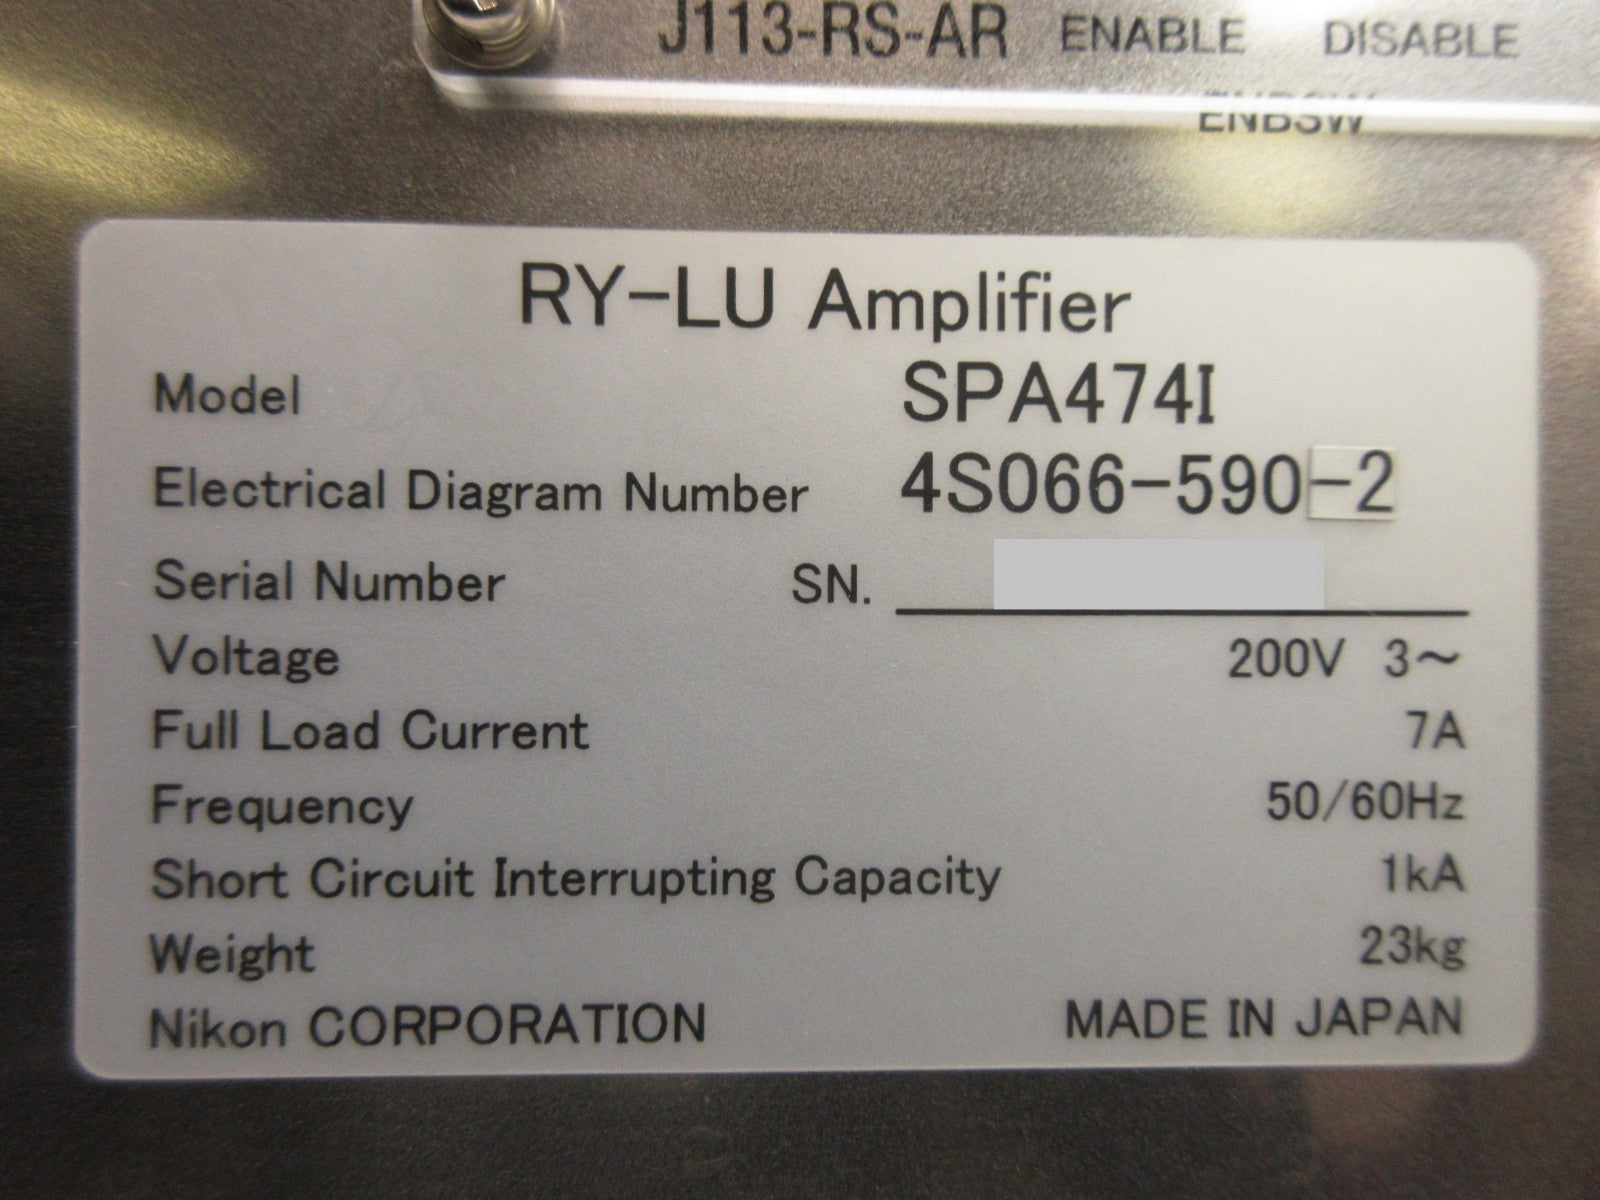 J113-RS-AR ENABLE DISABLE
ENBSW
RY-LU Amplifier
Model SPA474I
Electrical Diagram Number 4S066-590-2
Serial Number SN.
Voltage 200V 3~
Full Load Current 7A
Frequency 50/60Hz
Short Circuit Interrupting Capacity 1kA
Weight 23kg
Nikon CORPORATION MADE IN JAPAN